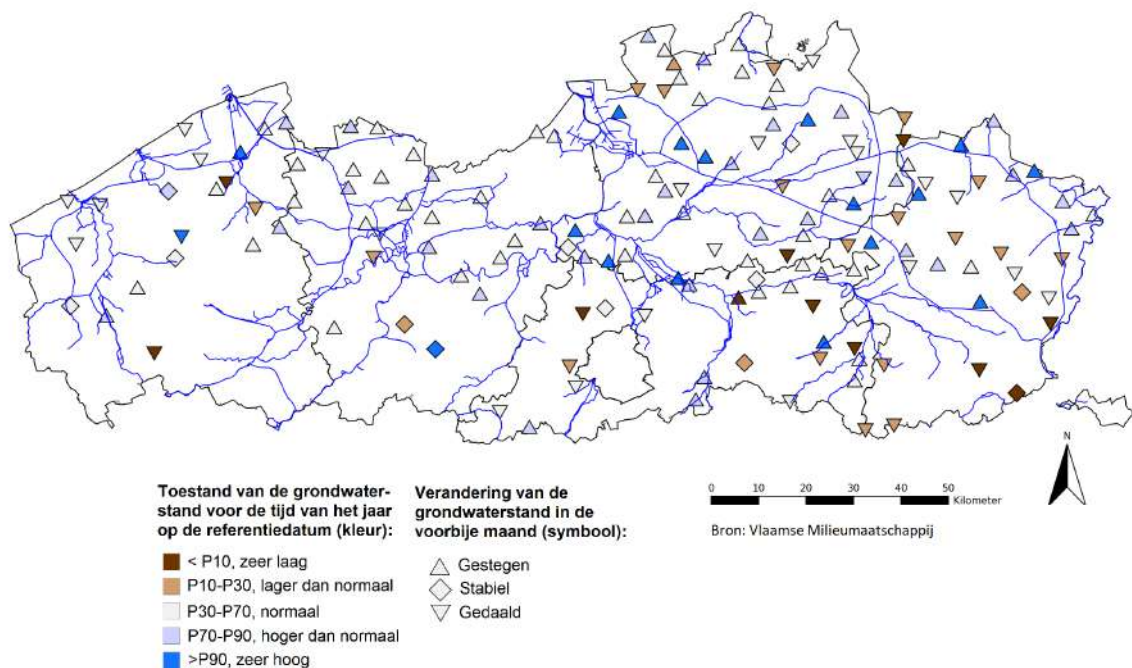 Toestand van de grondwater-
stand voor de tijd van het jaar
op de referentiedatum (kleur):
< P10, zeer laag
P10-P30, lager dan normaal
P30-P70, normaal
P70-P90, hoger dan normaal
>P90, zeer hoog
Verandering van de
grondwaterstand in de
voorbije maand (symbool):
Gestegen
Stabiel
Gedaald
0 10 20 30 40 50
Kilometer
Bron: Vlaamse Milieumaatschappij
N